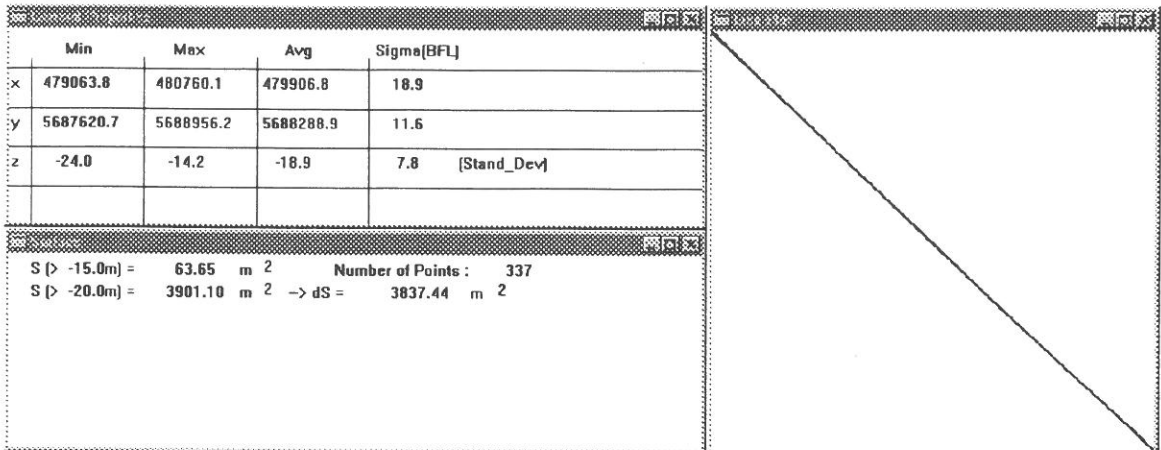 Min Max Avg Sigma(BFL)
x 479063.8 480760.1 479906.8 18.9
y 5687620.7 5688956.2 5688288.9 11.6
z -24.0 -14.2 -18.9 7.8 (Stand_Dev)
S (> -15.0m) = 63.65 m 2 Number of Points : 337
S (> -20.0m) = 3901.10 m 2 -> dS = 3837.44 m 2